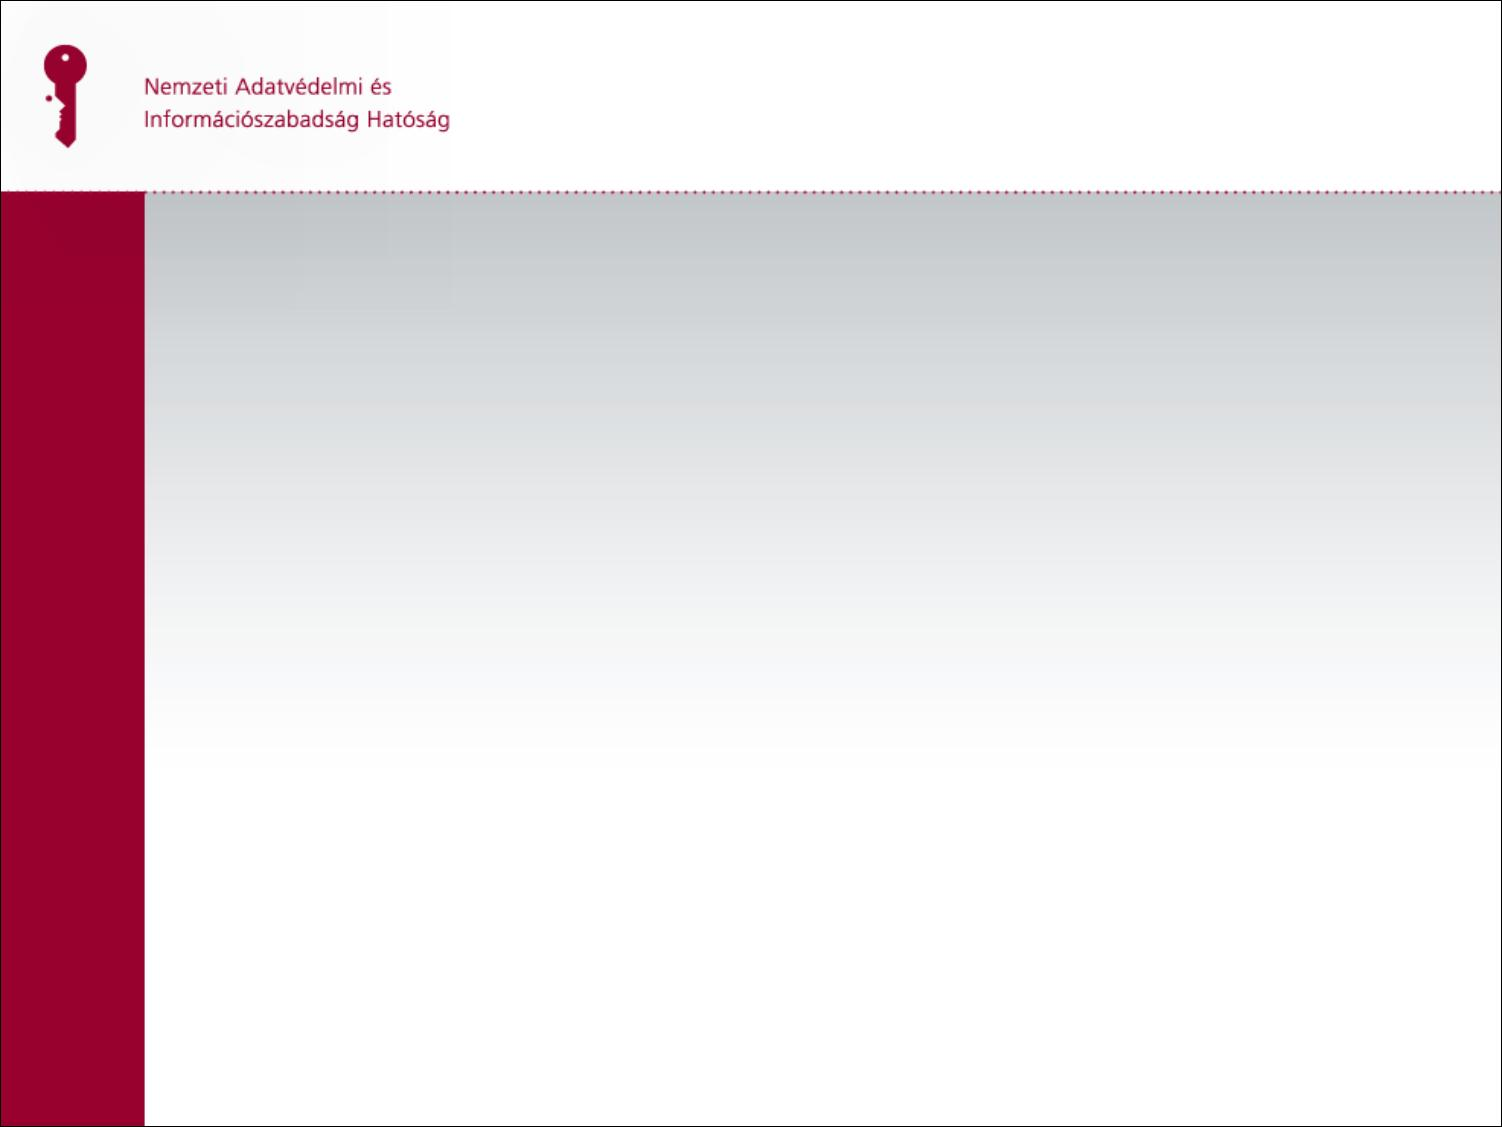 Nemzeti Adatvédelmi és
Információszabadság Hatóság